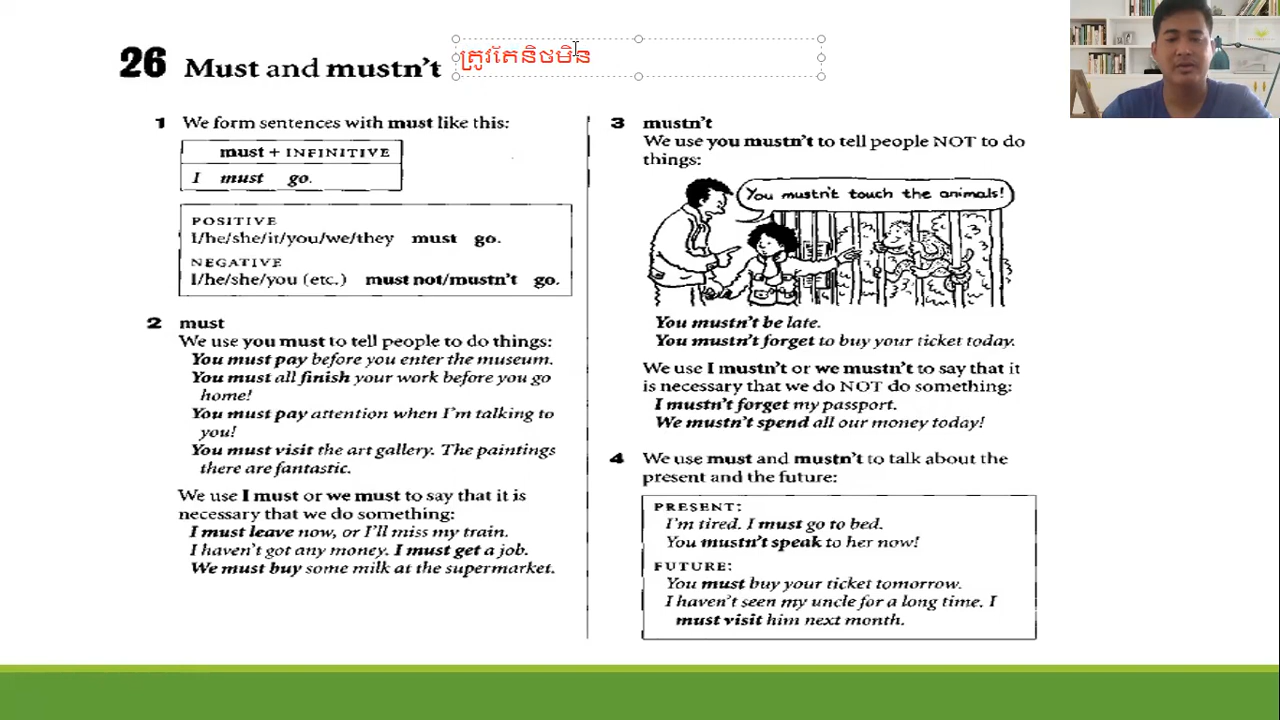 26 Must and mustn't
ត្រូវតែនិថមិន
1 We form sentences with must like this:
must + INFINITIVE
I must go.
POSITIVE
I/he/she/it/you/we/they must go.
NEGATIVE
I/he/she/you (etc.) must not/mustn't go.
2 must
We use you must to tell people to do things:
You must pay before you enter the museum.
You must all finish your work before you go
home!
You must pay attention when I'm talking to
you!
You must visit the art gallery. The paintings
there are fantastic.
We use I must or we must to say that it is
necessary that we do something:
I must leave now, or I'll miss my train.
I haven't got any money. I must get a job.
We must buy some milk at the supermarket.
3 mustn't
We use you mustn't to tell people NOT to do
things:
You mustn't touch the animals!
You mustn't be late.
You mustn't forget to buy your ticket today.
We use I mustn't or we mustn't to say that it
is necessary that we do NOT do something:
I mustn't forget my passport.
We mustn't spend all our money today!
4 We use must and mustn't to talk about the
present and the future:
PRESENT:
I'm tired. I must go to bed.
You mustn't speak to her now!
FUTURE:
You must buy your ticket tomorrow.
I haven't seen my uncle for a long time. I
must visit him next month.